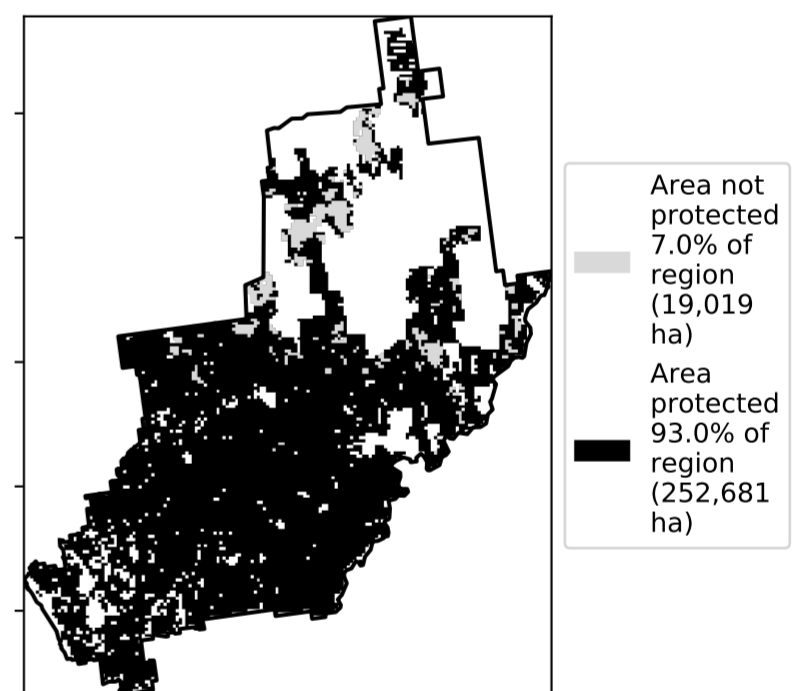 Area not
protected
7.0% of
region
(19,019
ha)
Area
protected
93.0% of
region
(252,681
ha)